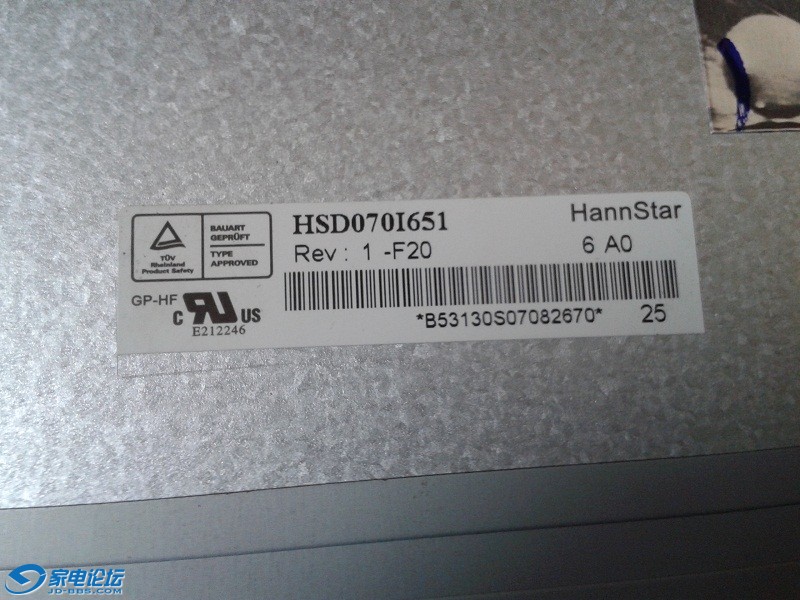 TÜV
Rheinland
Product Safety
BAUART
GEPRÜFT
TYPE
APPROVED
HSD070I651
Rev : 1 -F20
HannStar
6 A0
GP-HF
c RU US
E212246
*B53130S07082670*
25
家电论坛
JD-BBS.COM